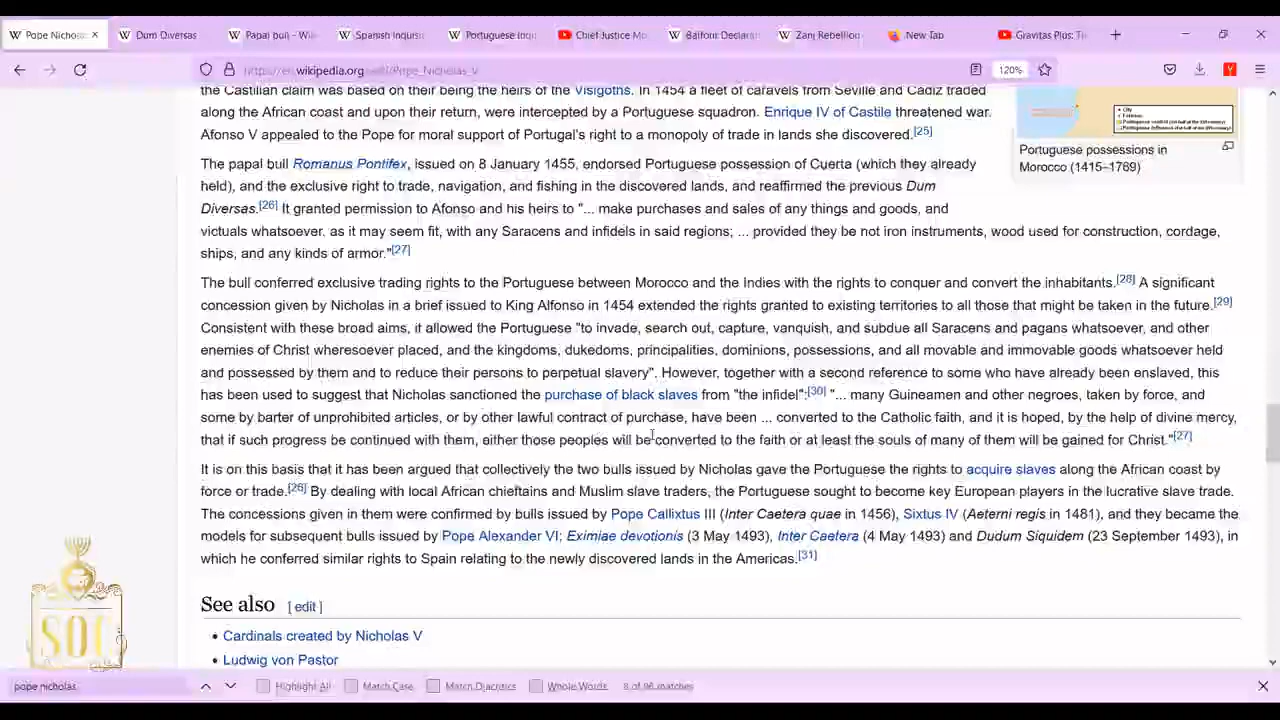 Pope Nichola
Dum Diversas
Papal bull - Wik
Spanish Inquisi
Portuguese Inqu
Chief Justice Mo
Balfour Declarat
Zanj Rebellion
New Tab
Gravitas Plus: Th
https://en.wikipedia.org/wiki/Pope_Nicholas_V
120%
the Castilian claim was based on their being the heirs of the Visigoths. In 1454 a fleet of caravels from Seville and Cadiz traded
along the African coast and upon their return, were intercepted by a Portuguese squadron. Enrique IV of Castile threatened war.
Afonso V appealed to the Pope for moral support of Portugal's right to a monopoly of trade in lands she discovered.[25]
The papal bull Romanus Pontifex, issued on 8 January 1455, endorsed Portuguese possession of Cuerta (which they already
held), and the exclusive right to trade, navigation, and fishing in the discovered lands, and reaffirmed the previous Dum
Diversas.[26] It granted permission to Afonso and his heirs to "... make purchases and sales of any things and goods, and
victuals whatsoever, as it may seem fit, with any Saracens and infidels in said regions; ... provided they be not iron instruments, wood used for construction, cordage,
ships, and any kinds of armor."[27]
The bull conferred exclusive trading rights to the Portuguese between Morocco and the Indies with the rights to conquer and convert the inhabitants.[28] A significant
concession given by Nicholas in a brief issued to King Alfonso in 1454 extended the rights granted to existing territories to all those that might be taken in the future.[29]
Consistent with these broad aims, it allowed the Portuguese "to invade, search out, capture, vanquish, and subdue all Saracens and pagans whatsoever, and other
enemies of Christ wheresoever placed, and the kingdoms, dukedoms, principalities, dominions, possessions, and all movable and immovable goods whatsoever held
and possessed by them and to reduce their persons to perpetual slavery". However, together with a second reference to some who have already been enslaved, this
has been used to suggest that Nicholas sanctioned the purchase of black slaves from "the infidel":[30] "... many Guineamen and other negroes, taken by force, and
some by barter of unprohibited articles, or by other lawful contract of purchase, have been ... converted to the Catholic faith, and it is hoped, by the help of divine mercy,
that if such progress be continued with them, either those peoples will be converted to the faith or at least the souls of many of them will be gained for Christ."[27]
It is on this basis that it has been argued that collectively the two bulls issued by Nicholas gave the Portuguese the rights to acquire slaves along the African coast by
force or trade.[26] By dealing with local African chieftains and Muslim slave traders, the Portuguese sought to become key European players in the lucrative slave trade.
The concessions given in them were confirmed by bulls issued by Pope Callixtus III (Inter Caetera quae in 1456), Sixtus IV (Aeterni regis in 1481), and they became the
models for subsequent bulls issued by Pope Alexander VI; Eximiae devotionis (3 May 1493), Inter Caetera (4 May 1493) and Dudum Siquidem (23 September 1493), in
which he conferred similar rights to Spain relating to the newly discovered lands in the Americas.[31]
Portuguese possessions in
Morocco (1415–1769)
See also [ edit ]
Cardinals created by Nicholas V
Ludwig von Pastor
SOC
pope nicholas
Highlight All
Match Case
Match Diacritics
Whole Words
8 of 96 matches